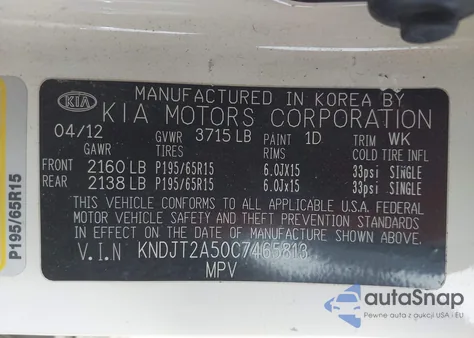 MANUFACTURED IN KOREA BY
KIA KIA MOTORS CORPORATION
04/12 GVWR 3715 LB PAINT 1D TRIM WK
GAWR TIRES RIMS COLD TIRE INFL
FRONT 2160 LB P195/65R15 6.0JX15 33psi SINGLE
REAR 2138 LB P195/65R15 6.0Jx15 33psi SINGLE
THIS VEHICLE CONFORMS TO ALL APPLICABLE U.S.A. FEDERAL
MOTOR VEHICLE SAFETY AND THEFT PREVENTION STANDARDS
IN EFFECT ON THE DATE OF MANUFACTURE SHOWN ABOVE.
V.I.N KNDJT2A50C7465813
MPV
P195/65R15
autoSnap
Pewne auta z aukcji USA i EU